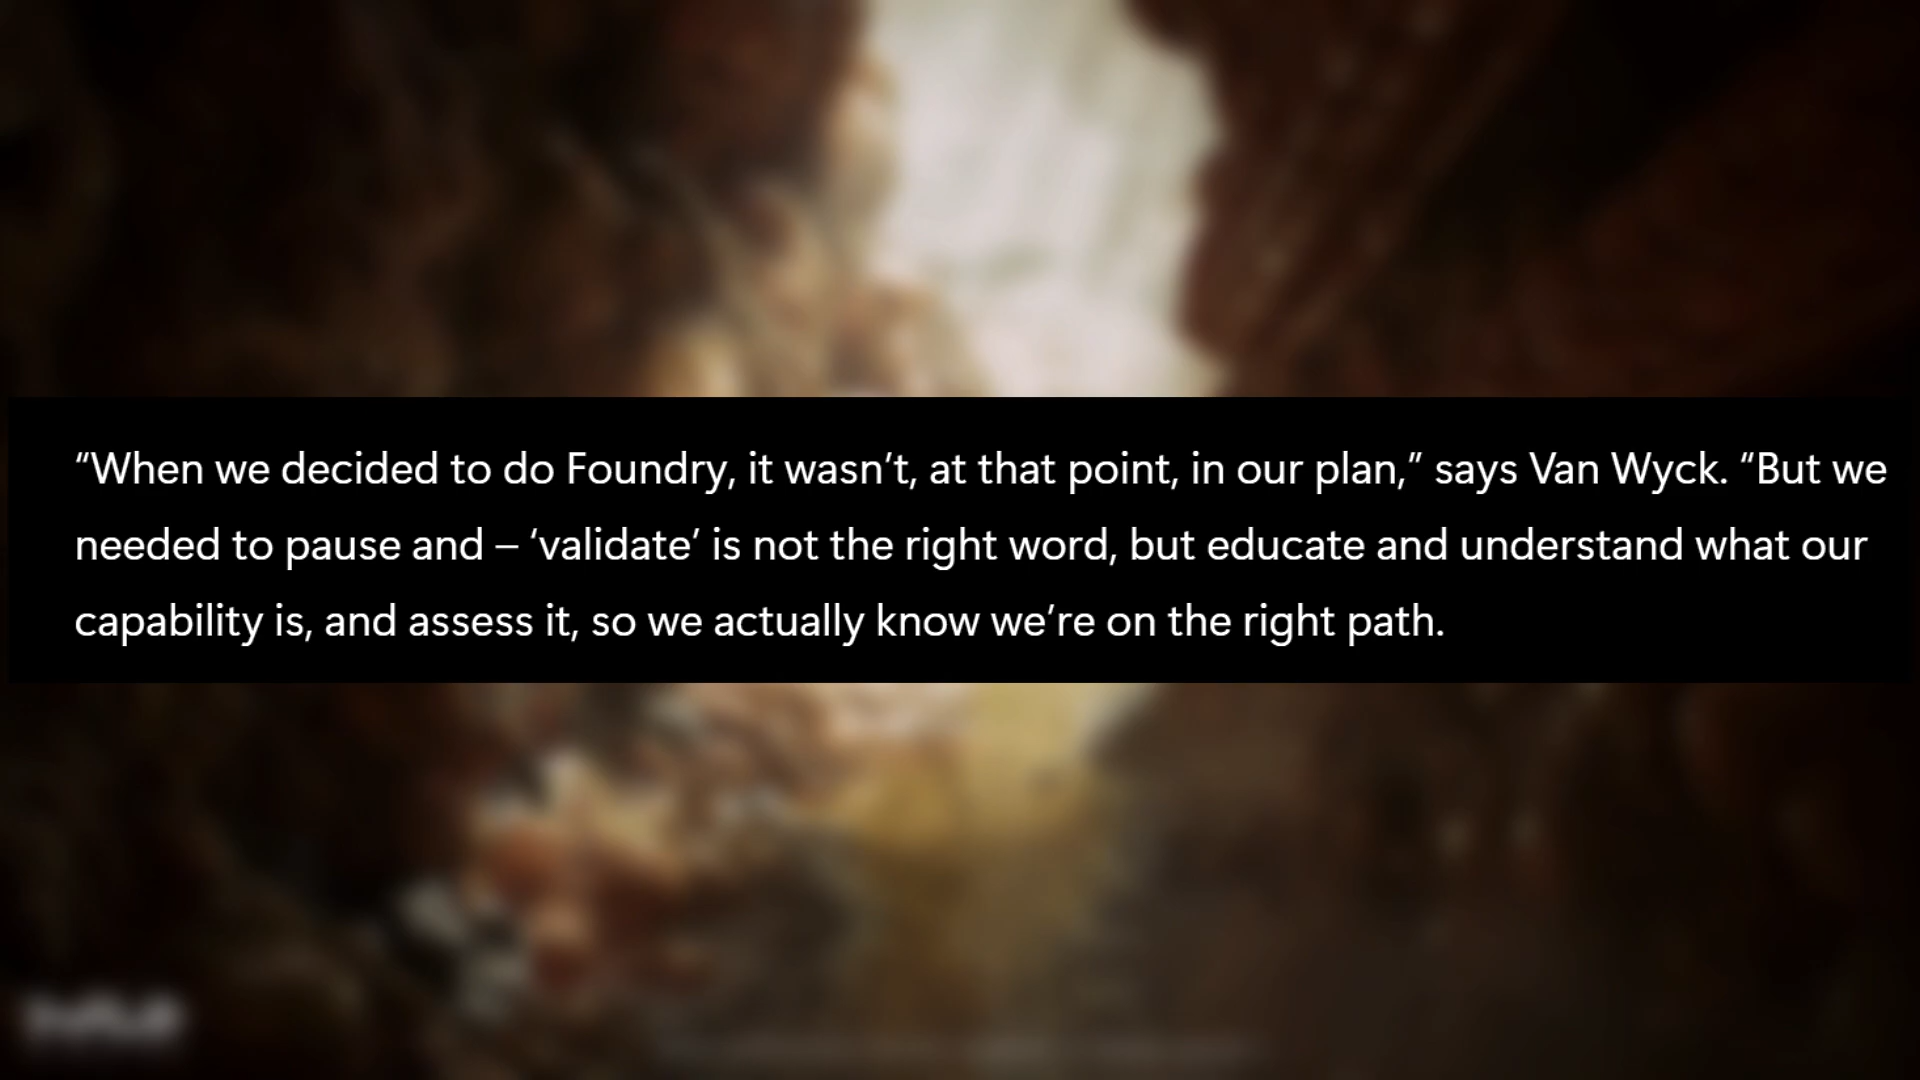 “When we decided to do Foundry, it wasn’t, at that point, in our plan,” says Van Wyck. “But we
needed to pause and – ‘validate’ is not the right word, but educate and understand what our
capability is, and assess it, so we actually know we’re on the right path.